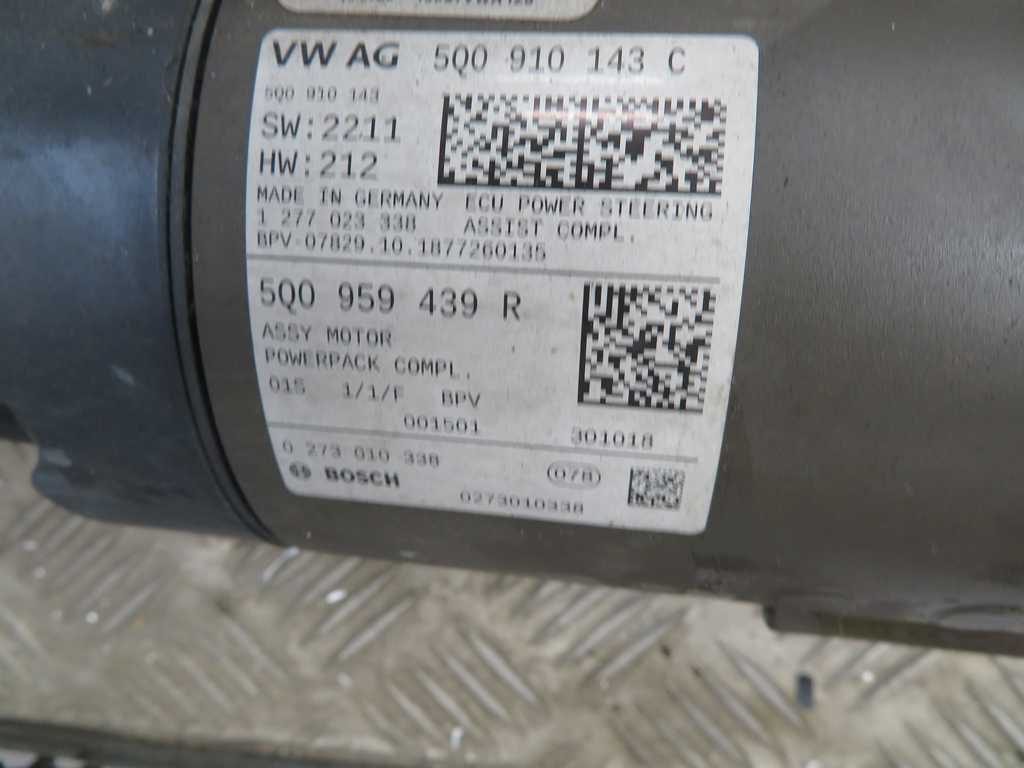 VW AG 5Q0 910 143 C
5Q0 910 143
SW:2211
HW:212
MADE IN GERMANY ECU POWER STEERING
1 277 023 338 ASSIST COMPL.
BPV-07829.10.1877260135
5Q0 959 439 R
ASSY MOTOR
POWERPACK COMPL.
01S 1/1/F BPV
001501 301018
0 273 010 338 078
BOSCH 0273010338